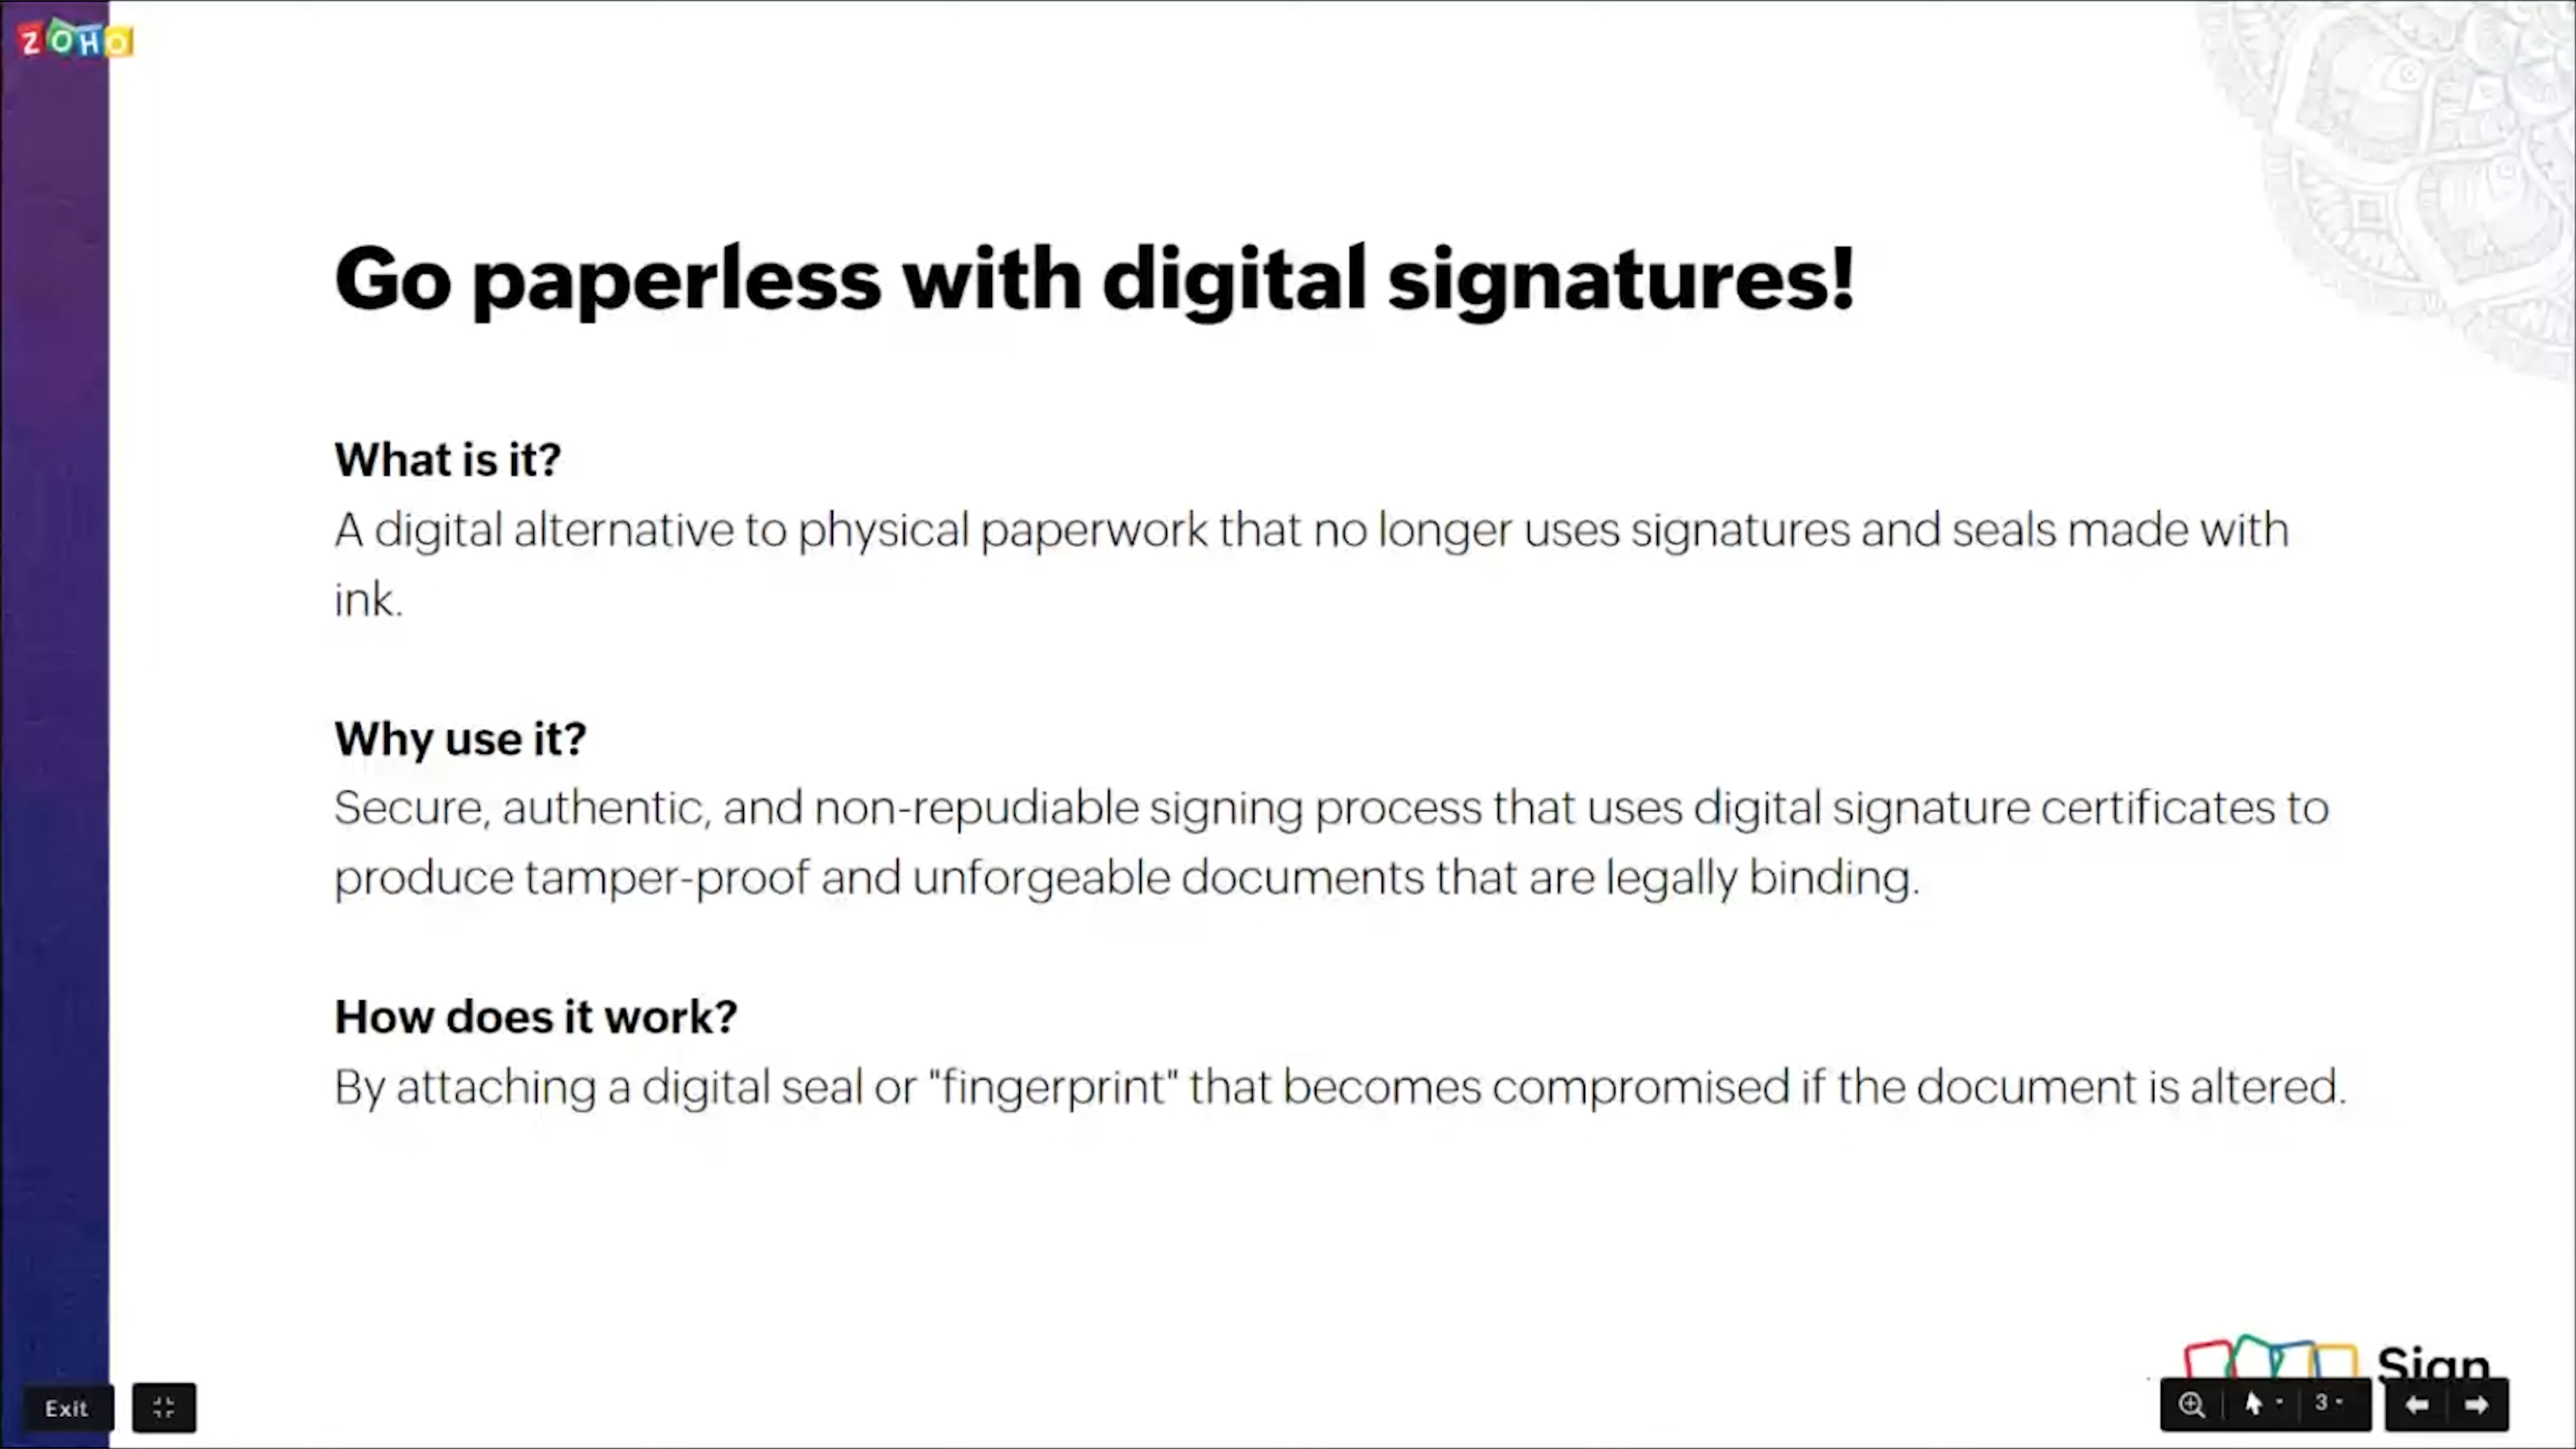 ZOHO
Go paperless with digital signatures!
What is it?
A digital alternative to physical paperwork that no longer uses signatures and seals made with
ink.
Why use it?
Secure, authentic, and non-repudiable signing process that uses digital signature certificates to
produce tamper-proof and unforgeable documents that are legally binding.
How does it work?
By attaching a digital seal or "fingerprint" that becomes compromised if the document is altered.
Sign
Exit
3